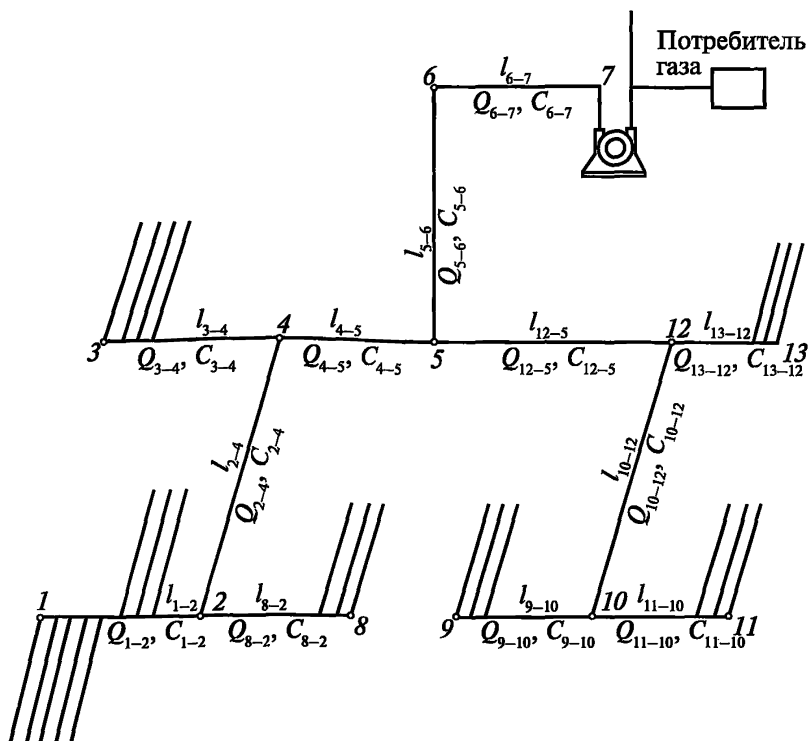 Потребитель
газа
6
l6–7
7
Q6–7, C6–7
l5–6
Q5–6, C5–6
3
l3–4
4
l4–5
5
l12–5
12
l13–12
13
Q3–4, C3–4
Q4–5, C4–5
Q12–5, C12–5
Q13–12, C13–12
l2–4
Q2–4, C2–4
l10–12
Q10–12, C10–12
1
l1–2
2
l8–2
8
9
l9–10
10
l11–10
11
Q1–2, C1–2
Q8–2, C8–2
Q9–10, C9–10
Q11–10, C11–10